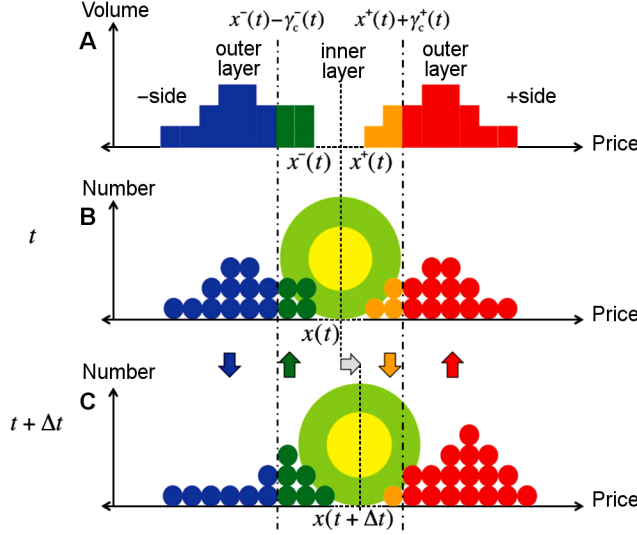 Volume
x⁻(t)−γc⁻(t)
x⁺(t)+γc⁺(t)
A
outer
layer
inner
layer
outer
layer
−side
+side
x⁻(t)
x⁺(t)
Price
Number
B
t
x(t)
Price
Number
C
t + Δt
x(t + Δt)
Price